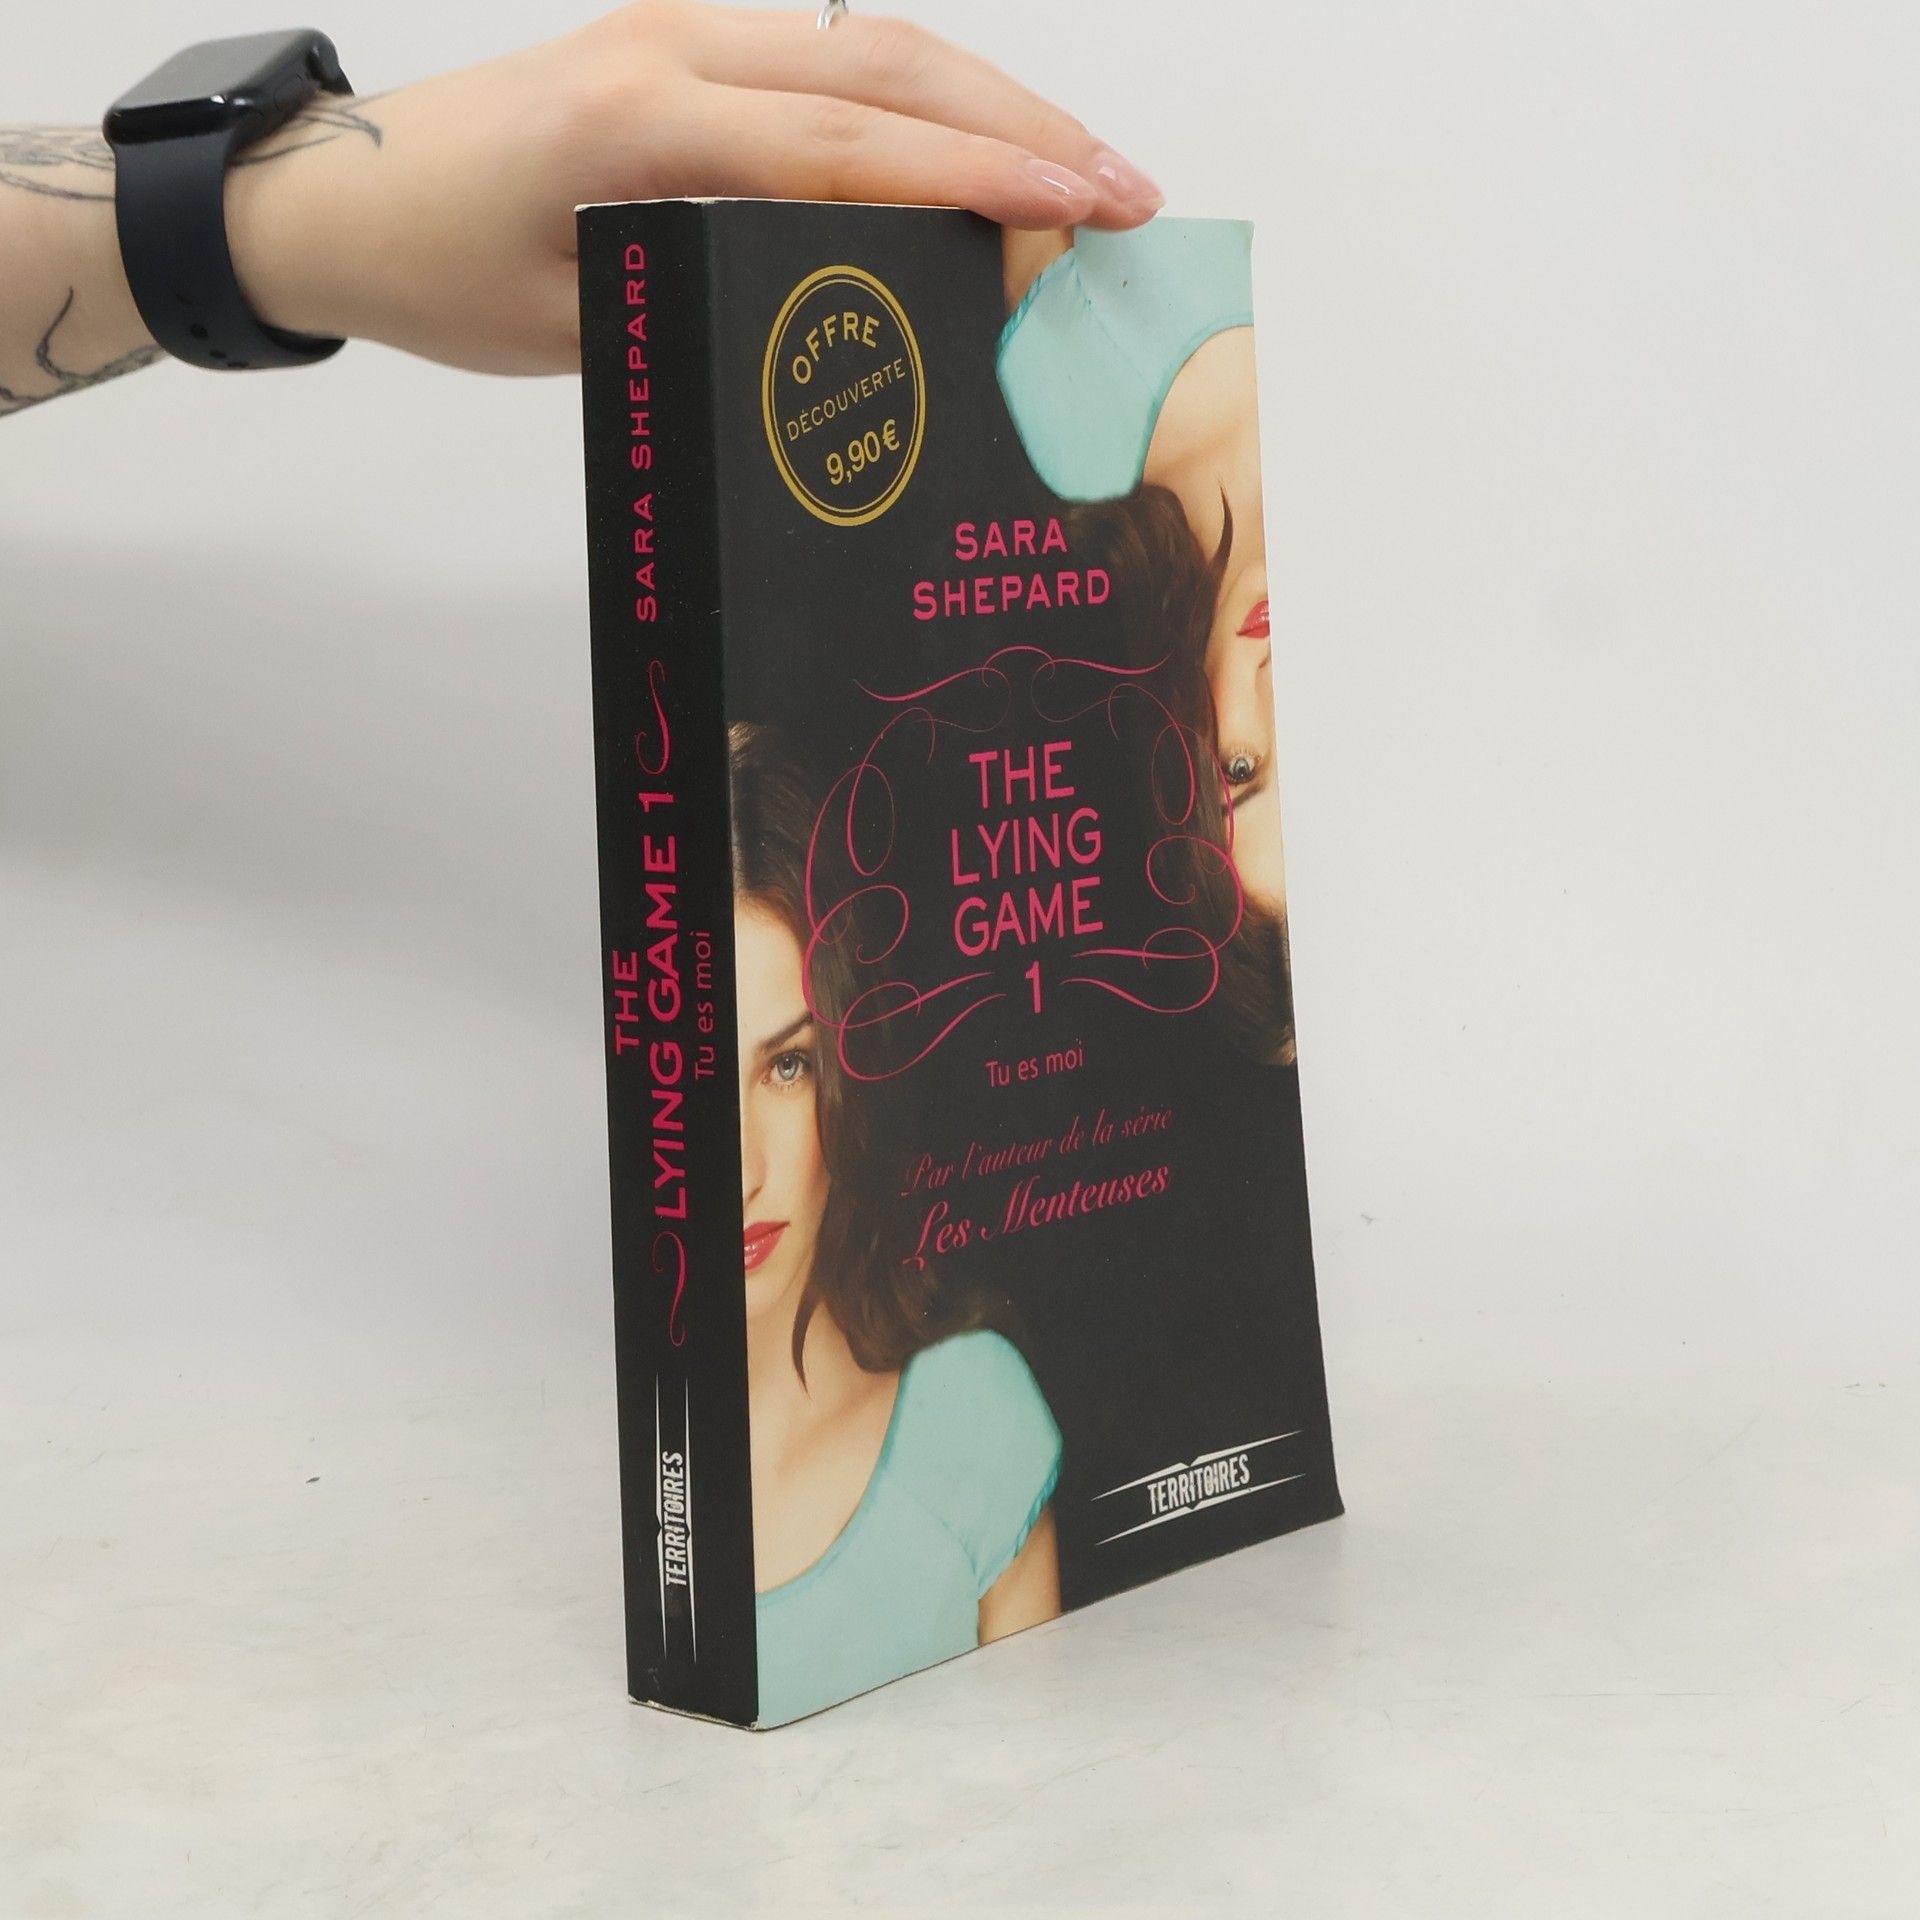 SARA SHEPARD
THE
LYING GAME 1
Tu es moi
TERRITOIRES
OFFRE
DÉCOUVERTE
9,90€
SARA
SHEPARD
THE
LYING
GAME
1
Tu es moi
Par l'auteur de la série
Les Menteuses
TERRITOIRES